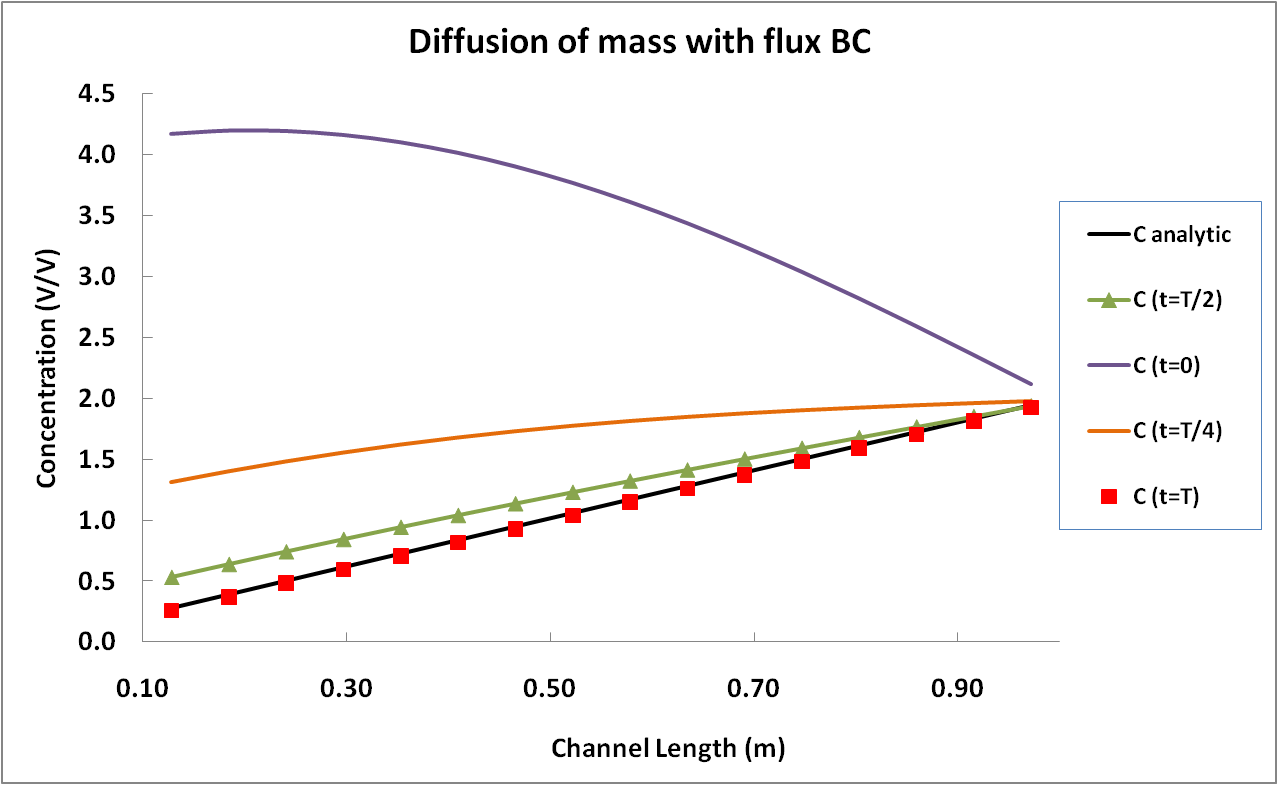 Diffusion of mass with flux BC
Concentration (V/V)
4.5
4.0
3.5
3.0
2.5
2.0
1.5
1.0
0.5
0.0
0.10 0.30 0.50 0.70 0.90
Channel Length (m)
C analytic
C (t=T/2)
C (t=0)
C (t=T/4)
C (t=T)